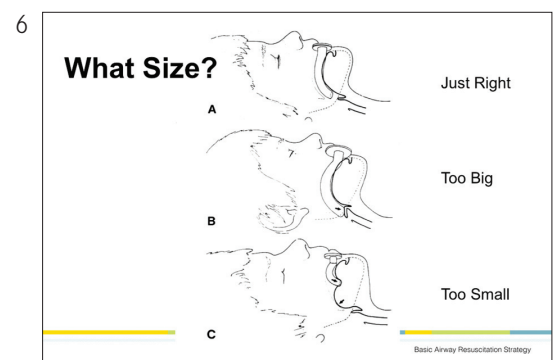 6
What Size?
A
Just Right
B
Too Big
C
Too Small
Basic Airway Resuscitation Strategy